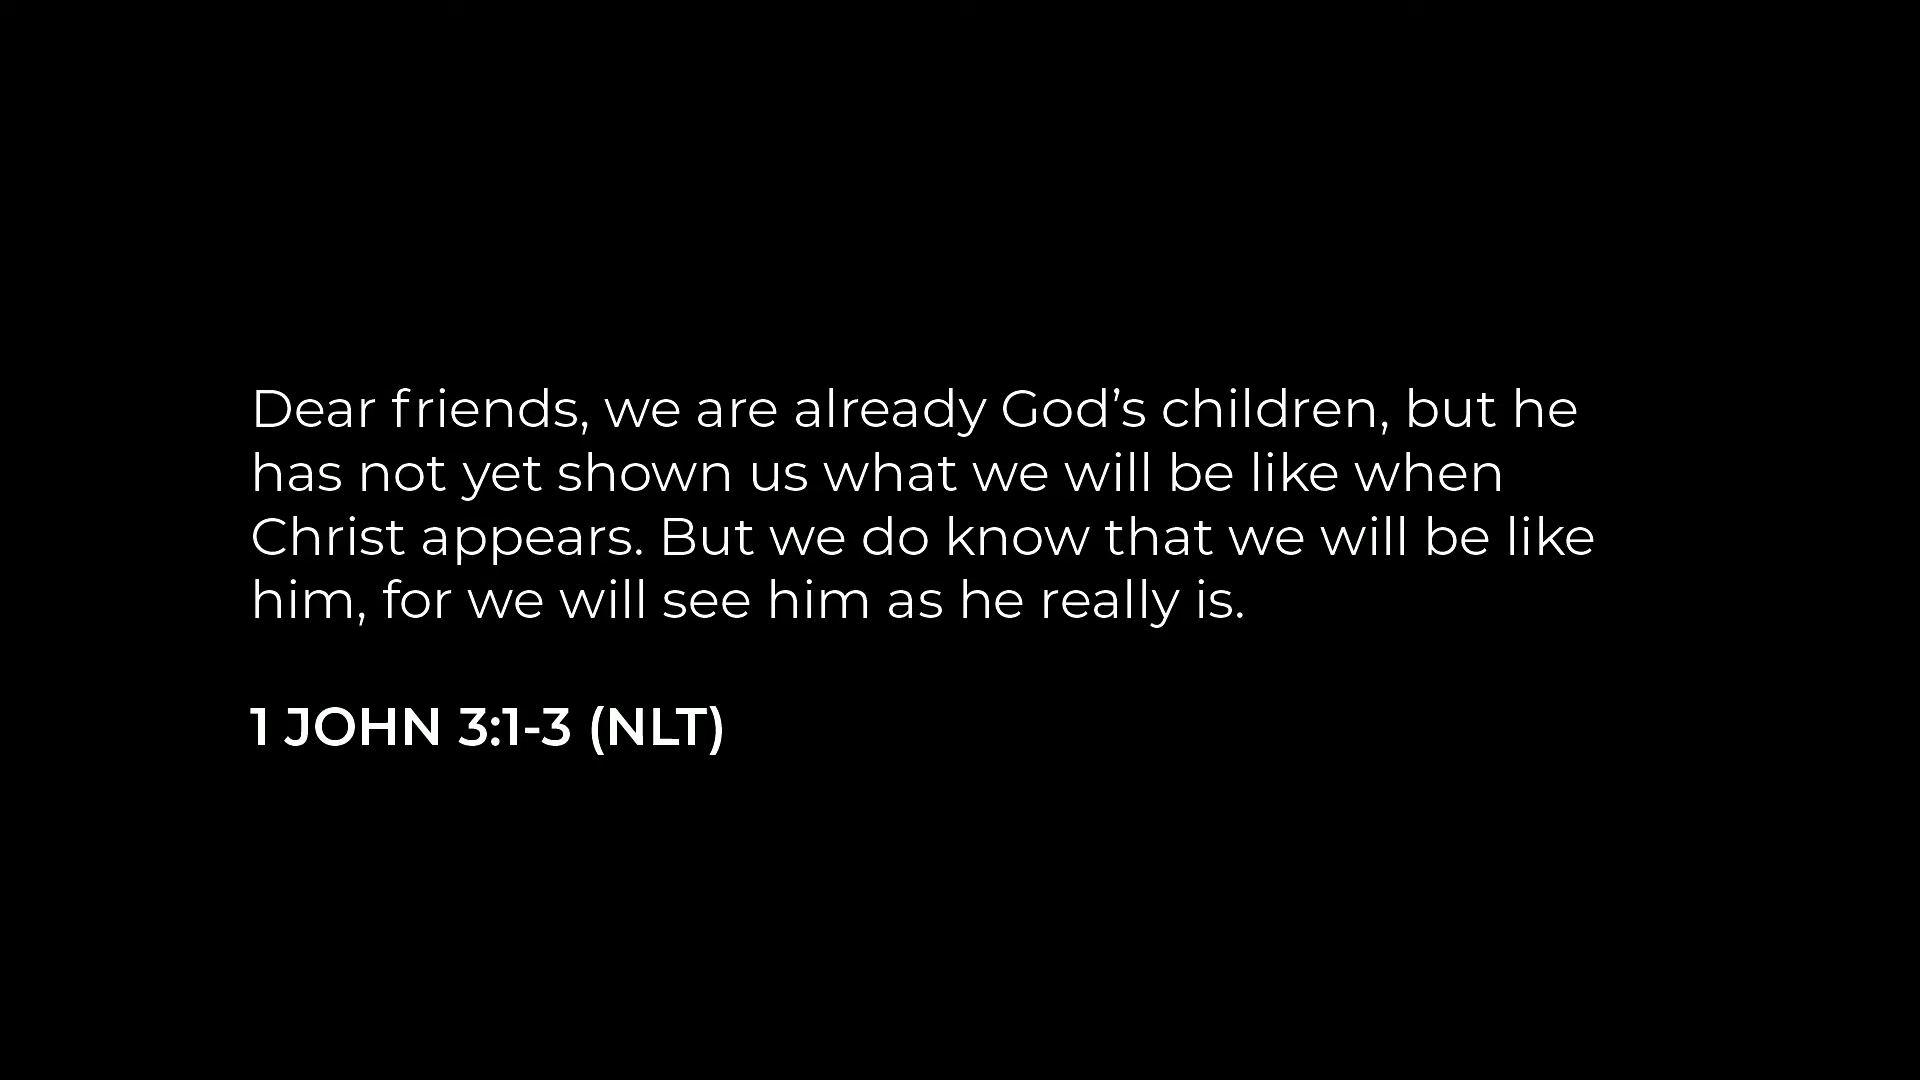 Dear friends, we are already God’s children, but he
has not yet shown us what we will be like when
Christ appears. But we do know that we will be like
him, for we will see him as he really is.
1 JOHN 3:1-3 (NLT)